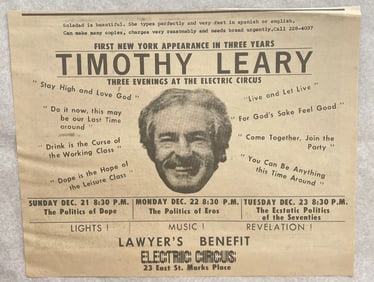 Soledad is beautiful. She types perfectly and very fast in spanish or english.
Can make many copies, charges very reasonably and needs bread urgently.Call 228-4037
FIRST NEW YORK APPEARANCE IN THREE YEARS
TIMOTHY LEARY
THREE EVENINGS AT THE ELECTRIC CIRCUS
" Stay High and Love God "
" Do it now, this may
be our Last Time
around "
Drink is the Curse of
the Working Class "
" Dope is the Hope of
the Leisure Class "
" Live and Let Live "
" For God's Sake Feel Good "
" Come Together, Join the
Party "
" You Can Be Anything
this Time Around "
SUNDAY DEC. 21 8:30 P.M.
The Politics of Dope
MONDAY DEC. 22 8:30 P.M.
The Politics of Eros
TUESDAY DEC. 23 8:30 P.M.
The Ecstatic Politics
of the Seventies
LIGHTS ! MUSIC ! REVELATION !
LAWYER'S BENEFIT
ELECTRIC CIRCUS
23 East St. Marks Place